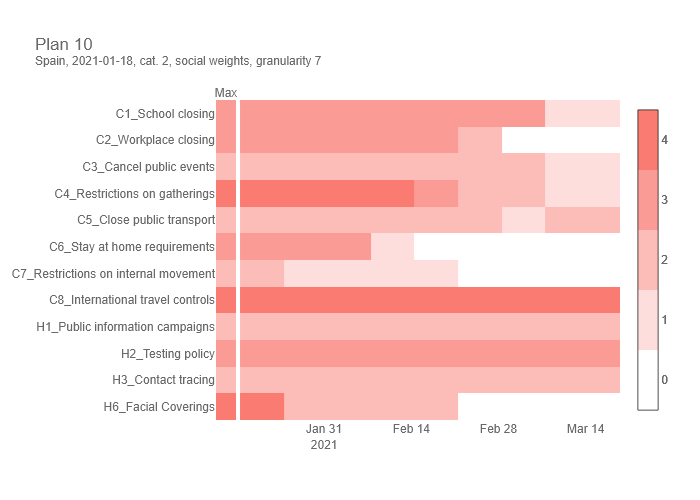 Plan 10
Spain, 2021-01-18, cat. 2, social weights, granularity 7
Max
C1_School closing
C2_Workplace closing
C3_Cancel public events
C4_Restrictions on gatherings
C5_Close public transport
C6_Stay at home requirements
C7_Restrictions on internal movement
C8_International travel controls
H1_Public information campaigns
H2_Testing policy
H3_Contact tracing
H6_Facial Coverings
Jan 31
2021
Feb 14
Feb 28
Mar 14
4
3
2
1
0